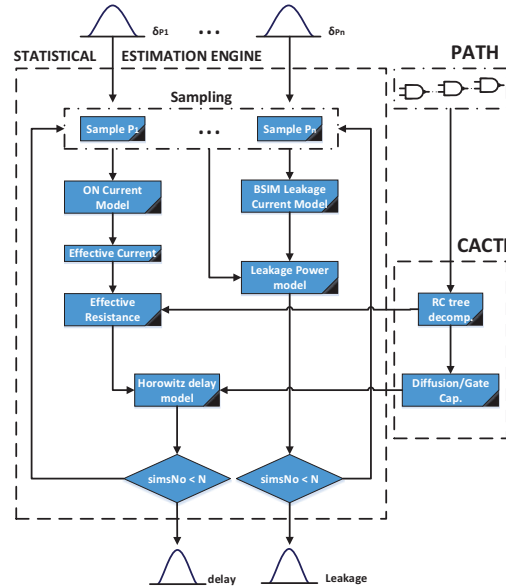 δP1
...
δPn
STATISTICAL ESTIMATION ENGINE
PATH
Sampling
Sample P1
...
Sample Pn
ON Current
Model
BSIM Leakage
Current Model
Effective Current
Leakage Power
model
CACTI
Effective
Resistance
RC tree
decomp.
Horowitz delay
model
Diffusion/Gate
Cap.
simsNo < N
simsNo < N
delay
Leakage